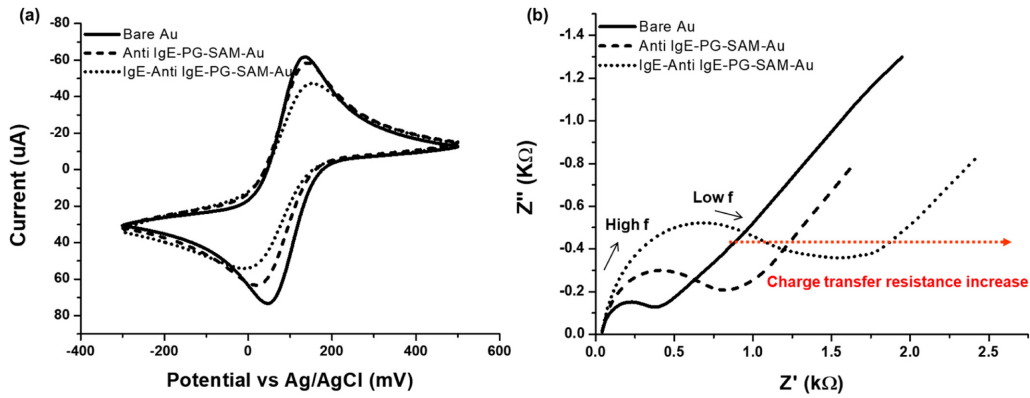 (a)
Bare Au
Anti IgE-PG-SAM-Au
IgE-Anti IgE-PG-SAM-Au
-80
-60
-40
-20
0
20
40
60
80
Current (uA)
-400
-200
0
200
400
600
Potential vs Ag/AgCl (mV)
(b)
Bare Au
Anti IgE-PG-SAM-Au
IgE-Anti IgE-PG-SAM-Au
-1.4
-1.2
-1.0
-0.8
-0.6
-0.4
-0.2
0.0
Z'' (KΩ)
High f
Low f
Charge transfer resistance increase
0.0
0.5
1.0
1.5
2.0
2.5
Z' (kΩ)